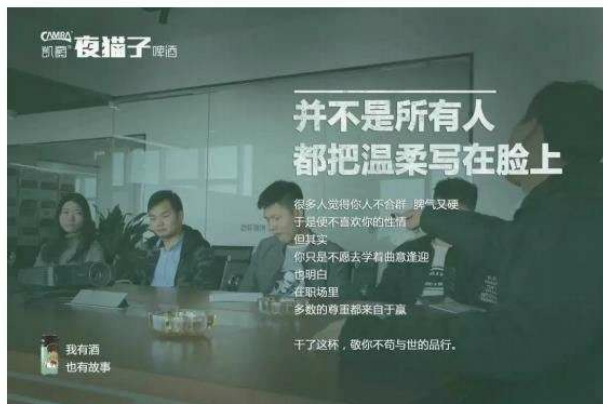 CAMBA
凯爵 夜猫子啤酒
并不是所有人
都把温柔写在脸上
很多人觉得你人不合群 脾气又硬
于是便不喜欢你的性情
但其实
你只是不愿去学着曲意逢迎
也明白
在职场里
多数的尊重都来自于赢
干了这杯，敬你不苟与世的品行。
我有酒
也有故事